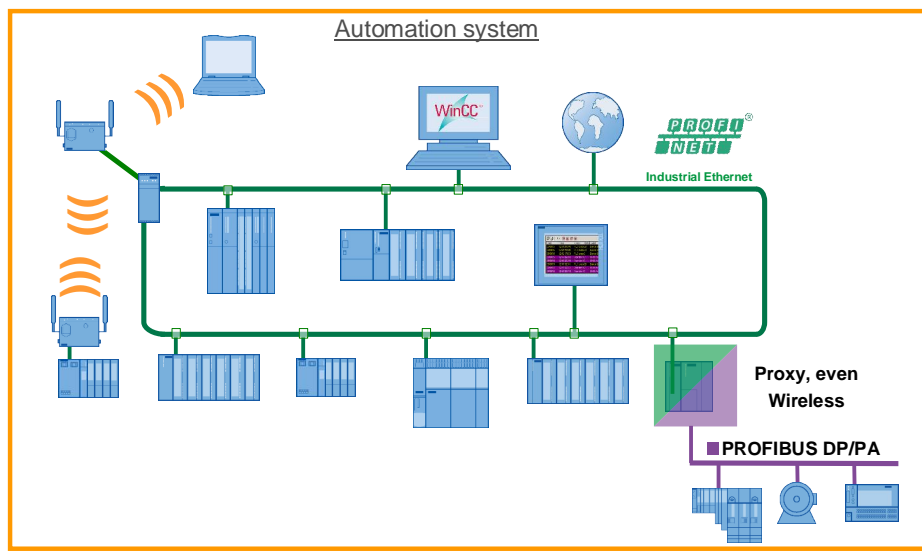 Automation system
WinCC
PROFI
NET
®
Industrial Ethernet
Proxy, even
Wireless
PROFIBUS DP/PA